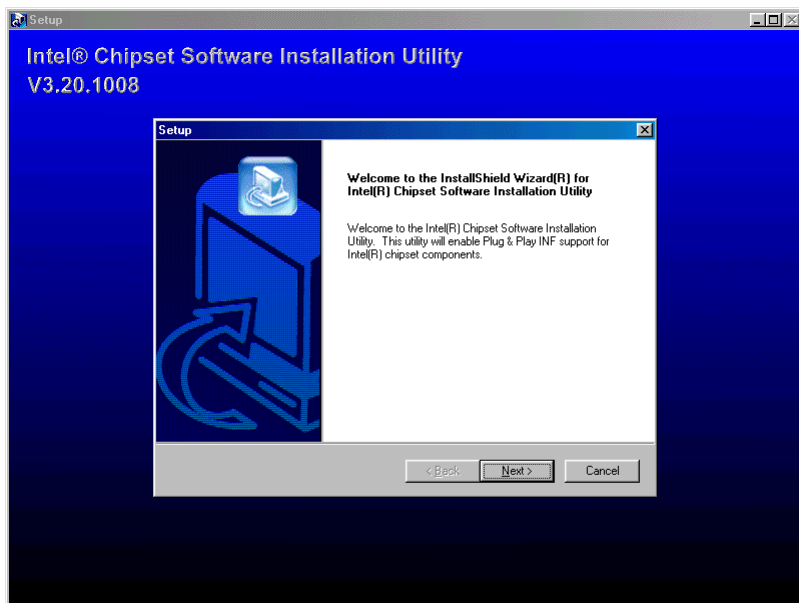 Setup
Intel® Chipset Software Installation Utility
V3.20.1008
Setup
Welcome to the InstallShield Wizard(R) for
Intel(R) Chipset Software Installation Utility
Welcome to the Intel(R) Chipset Software Installation
Utility.  This utility will enable Plug & Play INF support for
Intel(R) chipset components.
< Back
Next >
Cancel